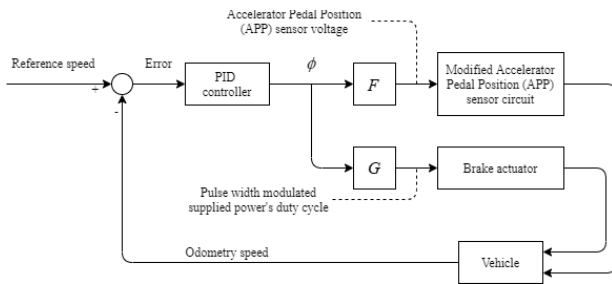 Accelerator Pedal Position
(APP) sensor voltage
Reference speed
Error
ϕ
+
-
PID
controller
F
Modified Accelerator
Pedal Position (APP)
sensor circuit
G
Brake actuator
Pulse width modulated
supplied power's duty cycle
Odometry speed
Vehicle